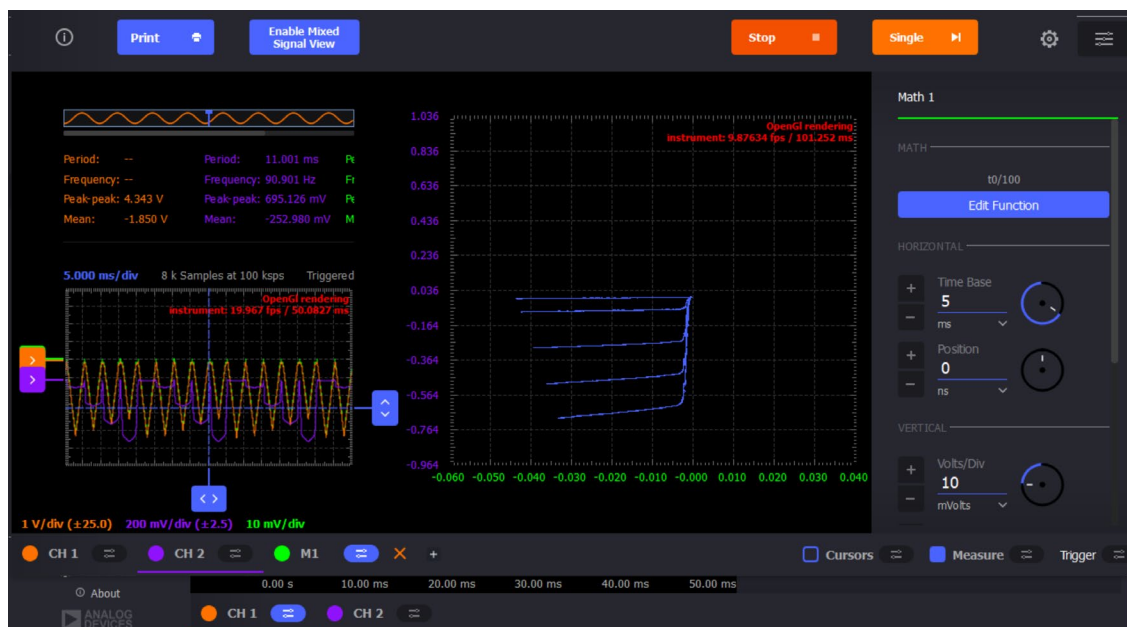 Print
Enable Mixed
Signal View
Stop
Single
Math 1
MATH
t0/100
Edit Function
HORIZONTAL
Time Base
5
ms
Position
0
ns
VERTICAL
Volts/Div
10
mVolts
Period: -- Period: 11.001 ms Pe
Frequency: -- Frequency: 90.901 Hz Fr
Peak-peak: 4.343 V Peak-peak: 695.126 mV Pe
Mean: -1.850 V Mean: -252.980 mV M
5.000 ms/div 8 k Samples at 100 ksps Triggered
OpenGl rendering
instrument: 19.967 fps / 50.0827 ms
OpenGl rendering
instrument: 9.87634 fps / 101.252 ms
1.036
0.836
0.636
0.436
0.236
0.036
-0.164
-0.364
-0.564
-0.764
-0.964
-0.060 -0.050 -0.040 -0.030 -0.020 -0.010 -0.000 0.010 0.020 0.030 0.040
1 V/div (±25.0) 200 mV/div (±2.5) 10 mV/div
CH 1 CH 2 M1 + Cursors Measure Trigger
0.00 s 10.00 ms 20.00 ms 30.00 ms 40.00 ms 50.00 ms
About
CH 1 CH 2
ANALOG
DEVICES